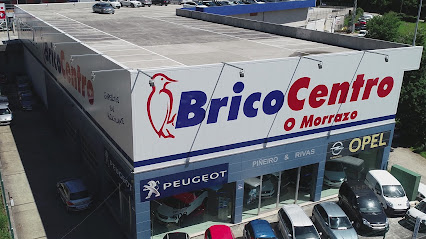 BricoCentro
O Morrazo
PIÑEIRO & RIVAS
PEUGEOT
OPEL
BricoCentro